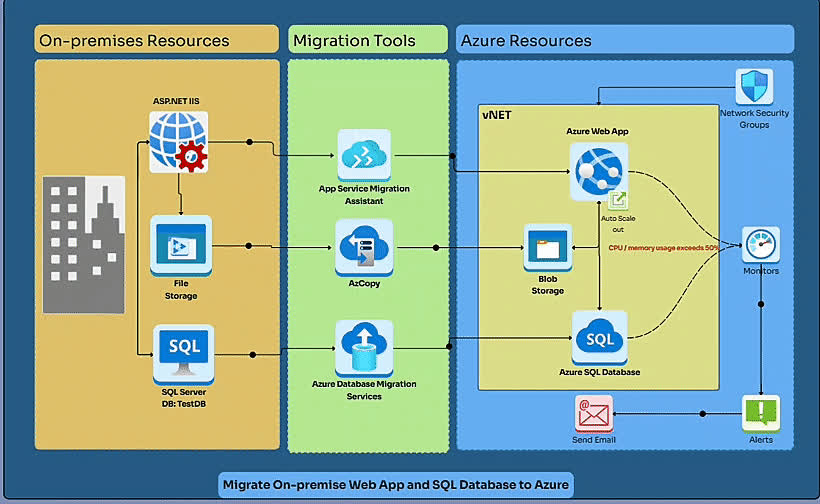 On-premises Resources
Migration Tools
Azure Resources
ASP.NET IIS
File
Storage
SQL
SQL Server
DB: TestDB
App Service Migration
Assistant
AzCopy
Azure Database Migration
Services
vNET
Azure Web App
Auto Scale
out
CPU / memory usage exceeds 50%
Blob
Storage
SQL
Azure SQL Database
Network Security
Groups
Monitors
@
Send Email
Alerts
Migrate On-premise Web App and SQL Database to Azure